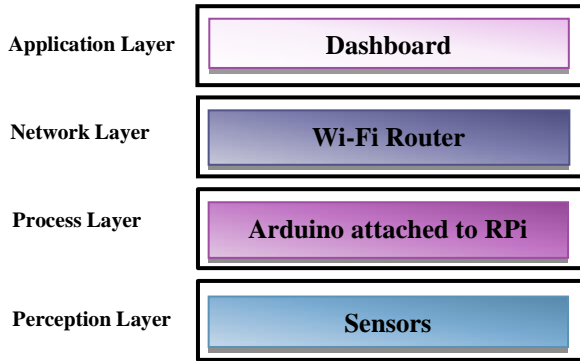 Application Layer
Dashboard
Network Layer
Wi-Fi Router
Process Layer
Arduino attached to RPi
Perception Layer
Sensors